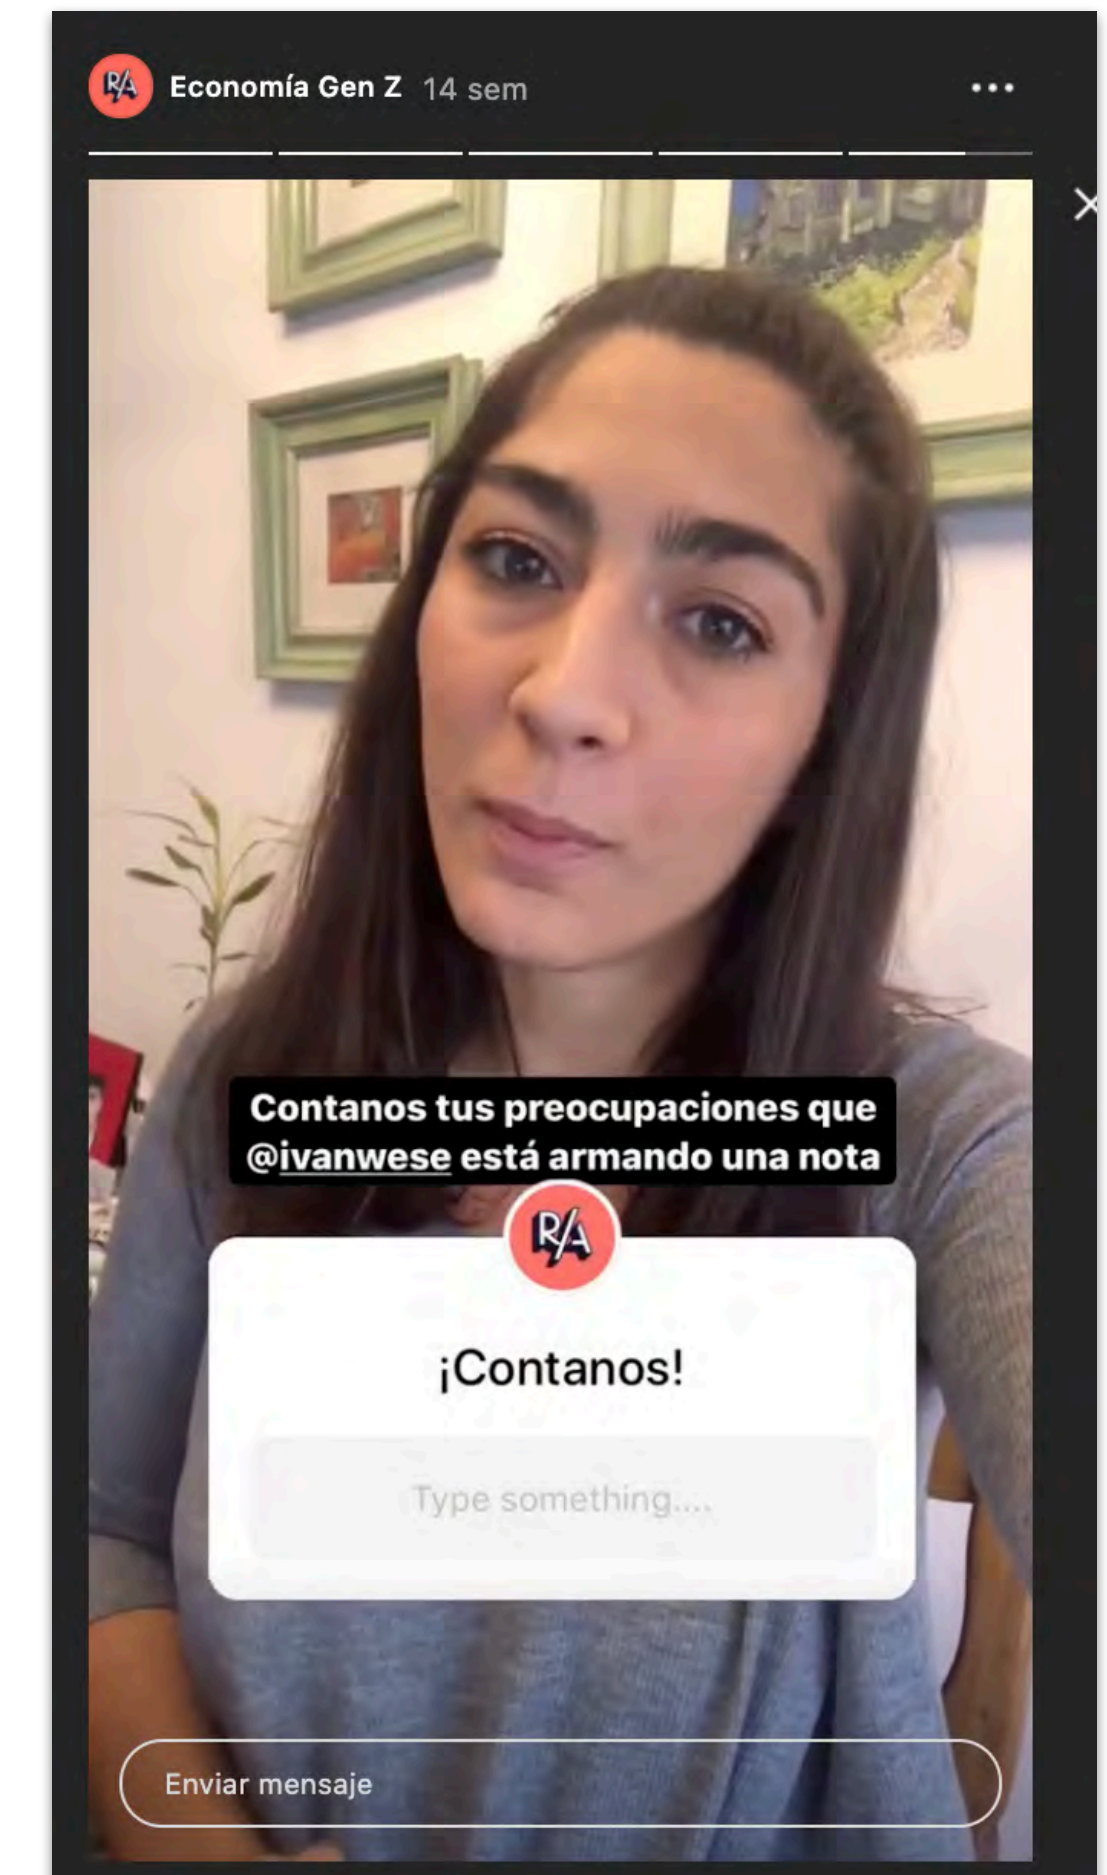 R/A
Economía Gen Z 14 sem
Contanos tus preocupaciones que
@ivanwese está armando una nota
R/A
¡Contanos!
Type something....
Enviar mensaje